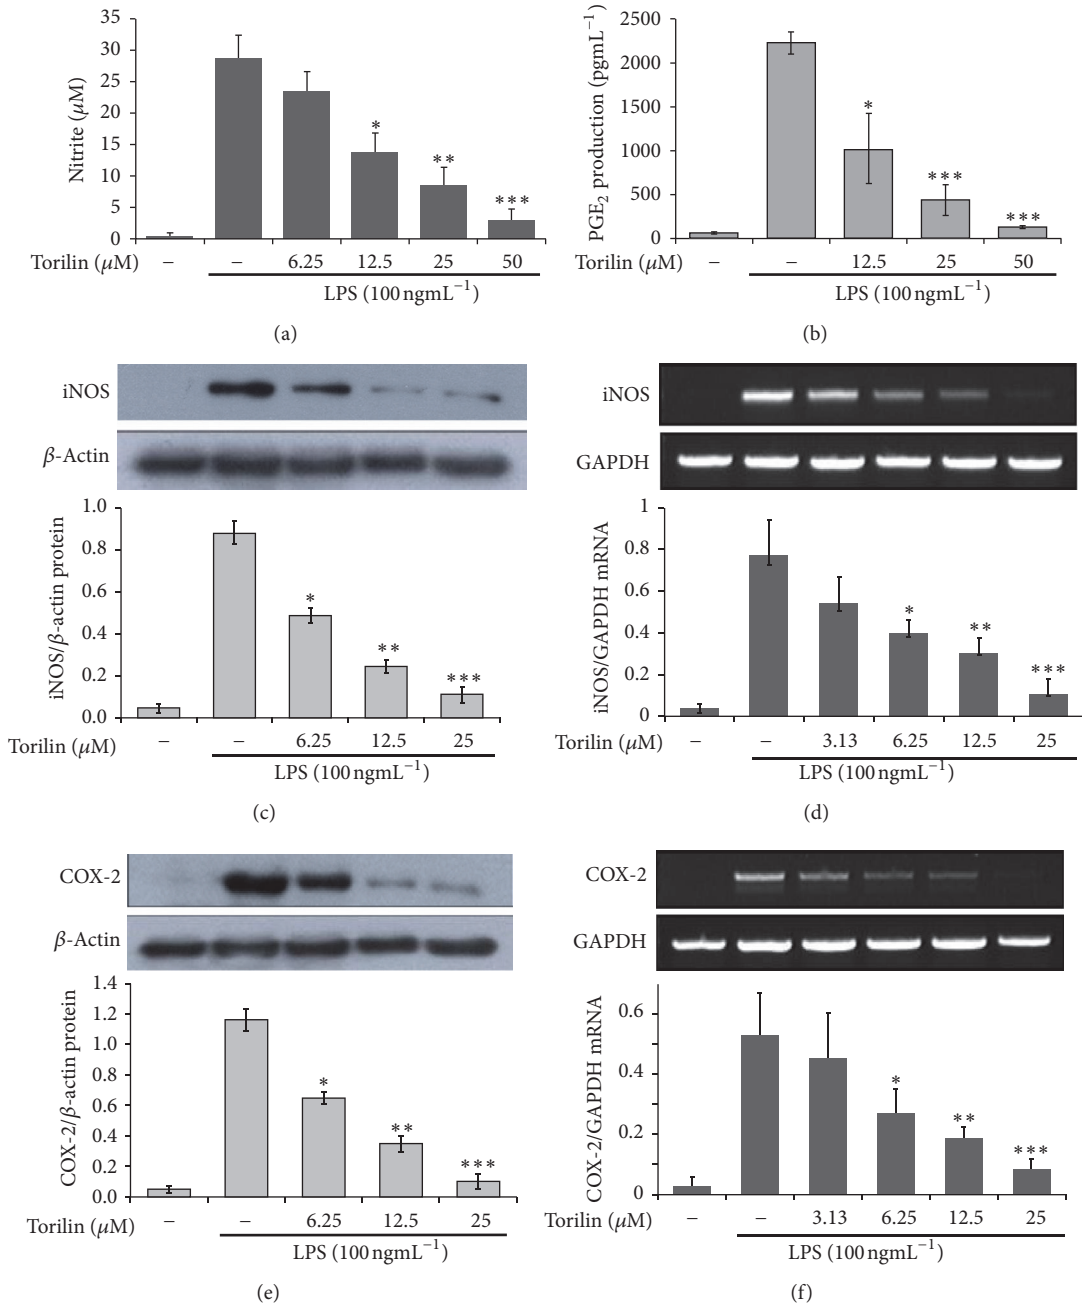 35
30
25
20
15
10
5
0
Nitrite (μM)
*
**
***
Torilin (μM) – – 6.25 12.5 25 50
LPS (100 ngmL⁻¹)
(a)
2500
2000
1500
1000
500
0
PGE₂ production (pgmL⁻¹)
*
***
***
Torilin (μM) – – 12.5 25 50
LPS (100 ngmL⁻¹)
(b)
iNOS
β-Actin
1.0
0.8
0.6
0.4
0.2
0.0
iNOS/β-actin protein
*
**
***
Torilin (μM) – – 6.25 12.5 25
LPS (100 ngmL⁻¹)
(c)
iNOS
GAPDH
1
0.8
0.6
0.4
0.2
0
iNOS/GAPDH mRNA
*
**
***
Torilin (μM) – – 3.13 6.25 12.5 25
LPS (100 ngmL⁻¹)
(d)
COX-2
β-Actin
1.4
1.2
1.0
0.8
0.6
0.4
0.2
0.0
COX-2/β-actin protein
*
**
***
Torilin (μM) – – 6.25 12.5 25
LPS (100 ngmL⁻¹)
(e)
COX-2
GAPDH
0.6
0.4
0.2
0
COX-2/GAPDH mRNA
*
**
***
Torilin (μM) – – 3.13 6.25 12.5 25
LPS (100 ngmL⁻¹)
(f)